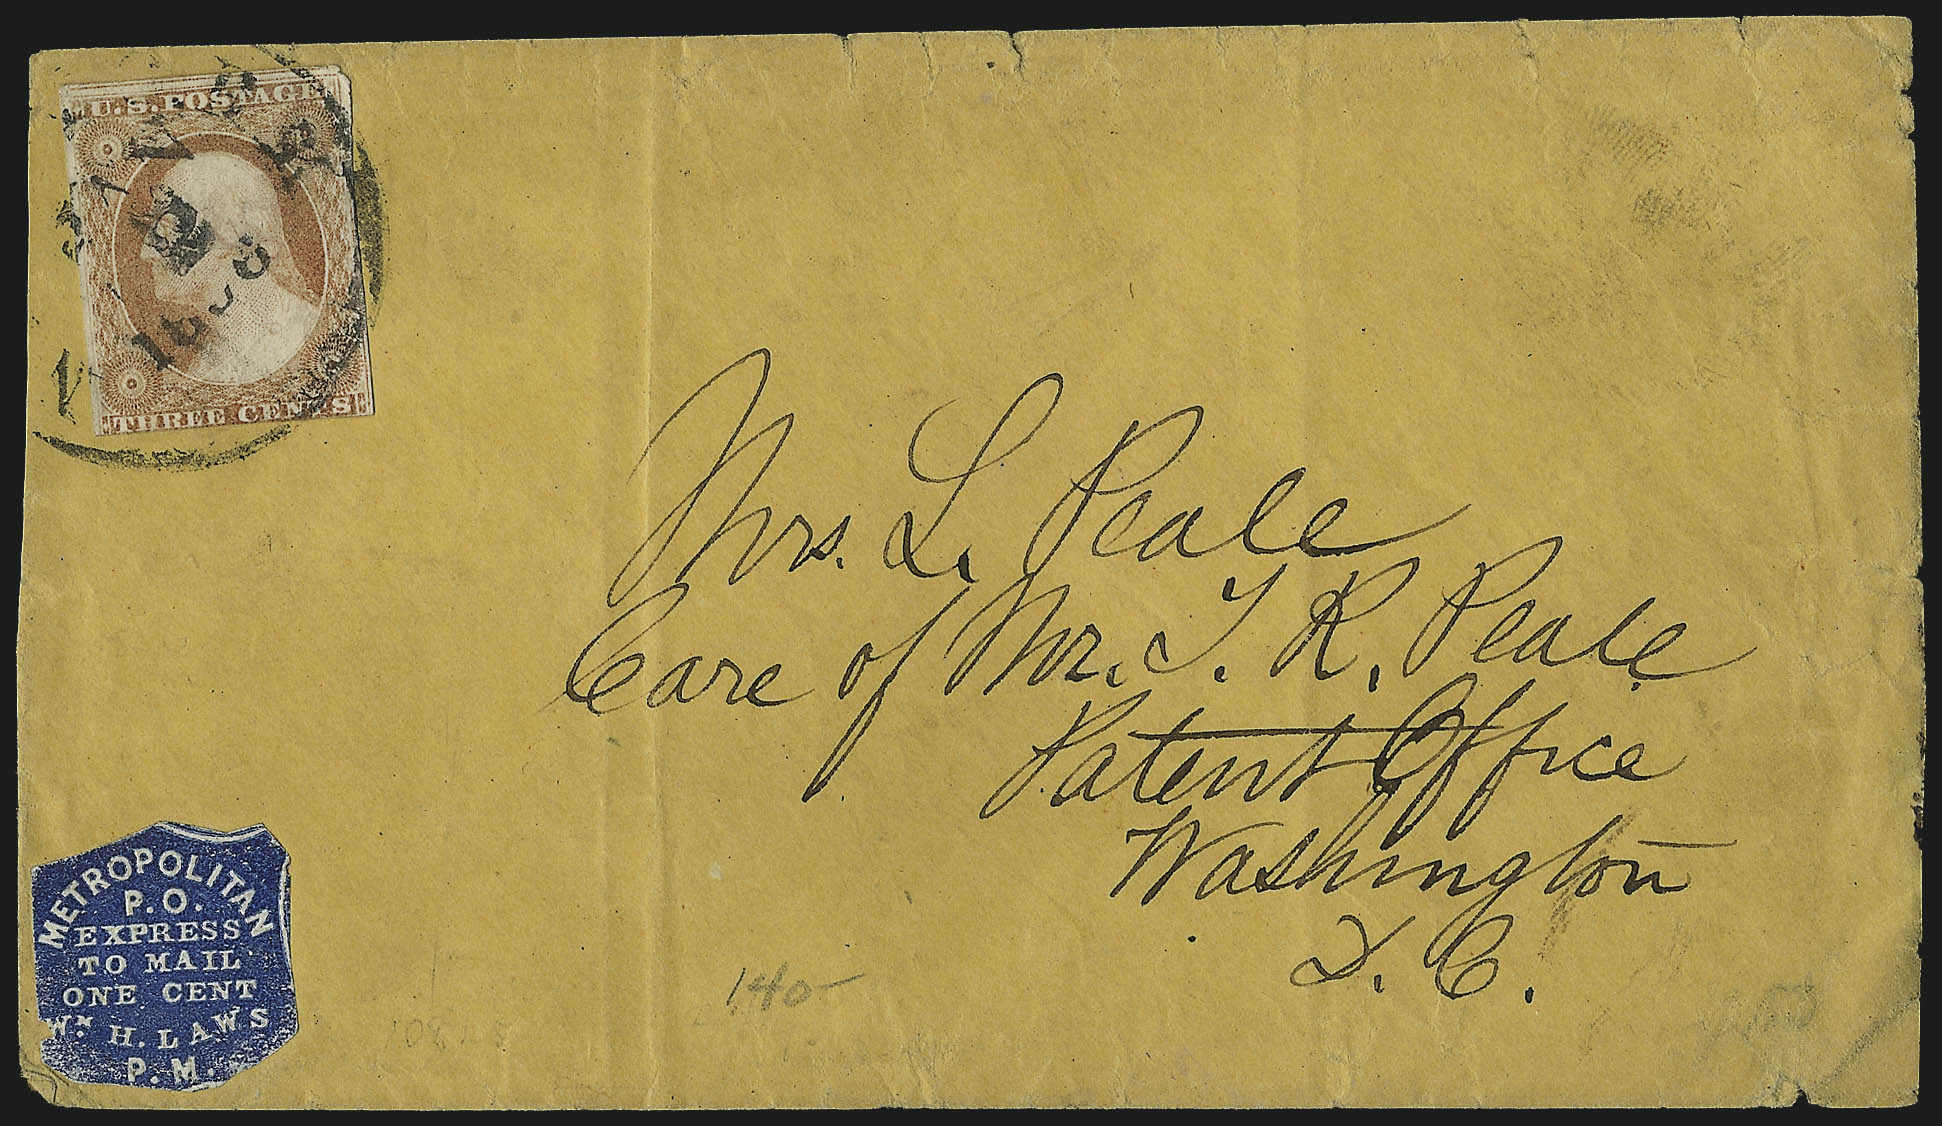 U.S. POSTAGE
THREE CENTS
Mrs. L. Peale
Care of Mr. T. R. Peale
Patent Office
Washington
D. C.
METROPOLITAN
P. O.
EXPRESS
TO MAIL
ONE CENT
Wᵐ H. LAWS
P. M.
140